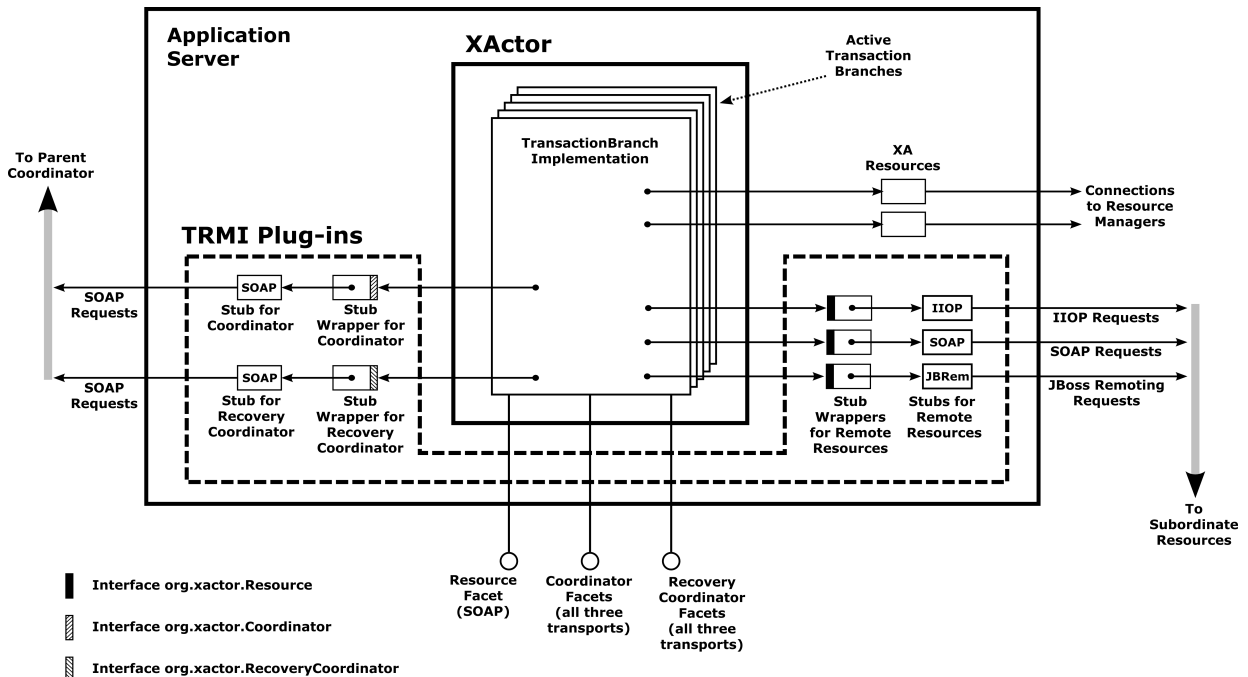 Application
Server
XActor
Active
Transaction
Branches
TransactionBranch
Implementation
To Parent
Coordinator
XA
Resources
Connections
to Resource
Managers
TRMI Plug-ins
SOAP
Requests
SOAP
Stub for
Coordinator
Stub
Wrapper for
Coordinator
SOAP
Requests
SOAP
Stub for
Recovery
Coordinator
Stub
Wrapper for
Recovery
Coordinator
IIOP
IIOP Requests
SOAP
SOAP Requests
JBRem
JBoss Remoting
Requests
Stub
Wrappers
for Remote
Resources
Stubs for
Remote
Resources
To
Subordinate
Resources
Resource
Facet
(SOAP)
Coordinator
Facets
(all three
transports)
Recovery
Coordinator
Facets
(all three
transports)
Interface org.xactor.Resource
Interface org.xactor.Coordinator
Interface org.xactor.RecoveryCoordinator